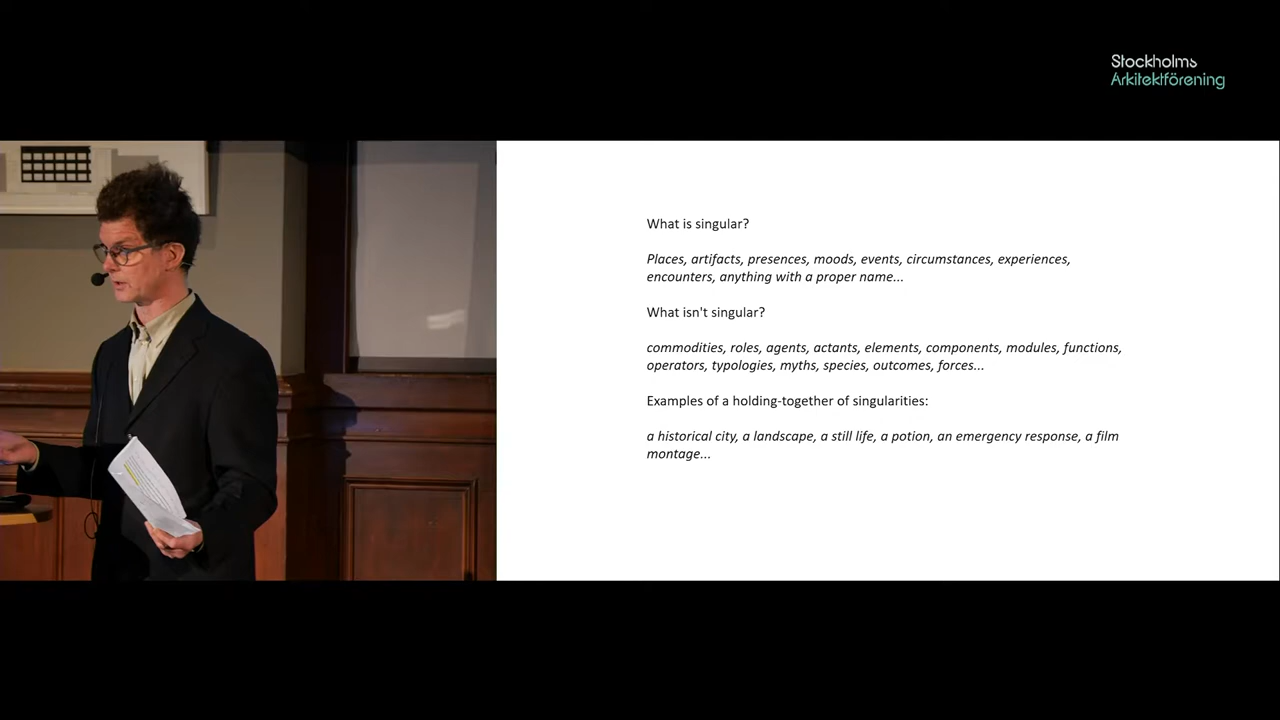 Stockholms
Arkitektförening
What is singular?
Places, artifacts, presences, moods, events, circumstances, experiences,
encounters, anything with a proper name...
What isn't singular?
commodities, roles, agents, actants, elements, components, modules, functions,
operators, typologies, myths, species, outcomes, forces...
Examples of a holding-together of singularities:
a historical city, a landscape, a still life, a potion, an emergency response, a film
montage...